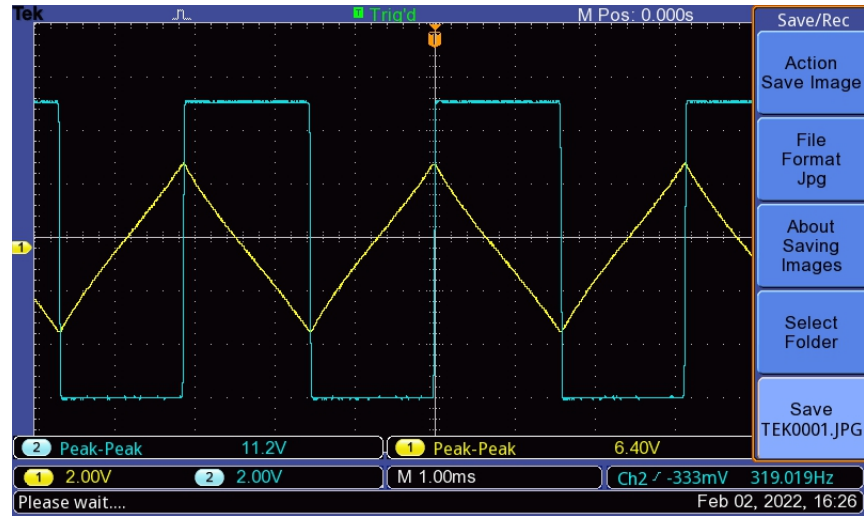 Tek T Trig'd M Pos: 0.000s
T
Save/Rec
Action
Save Image
File
Format
Jpg
About
Saving
Images
Select
Folder
Save
TEK0001.JPG
1
2 Peak-Peak 11.2V 1 Peak-Peak 6.40V
1 2.00V 2 2.00V M 1.00ms Ch2 -333mV 319.019Hz
Please wait.... Feb 02, 2022, 16:26